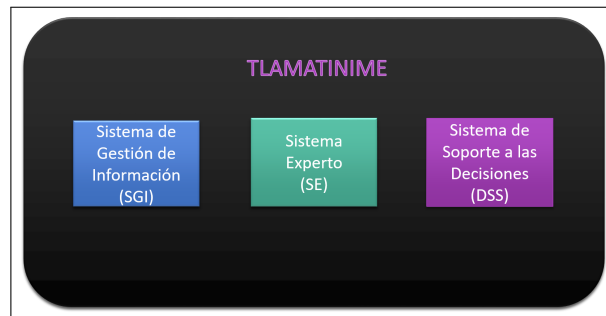 TLAMATINIME
Sistema de
Gestión de
Información
(SGI)
Sistema
Experto
(SE)
Sistema de
Soporte a las
Decisiones
(DSS)